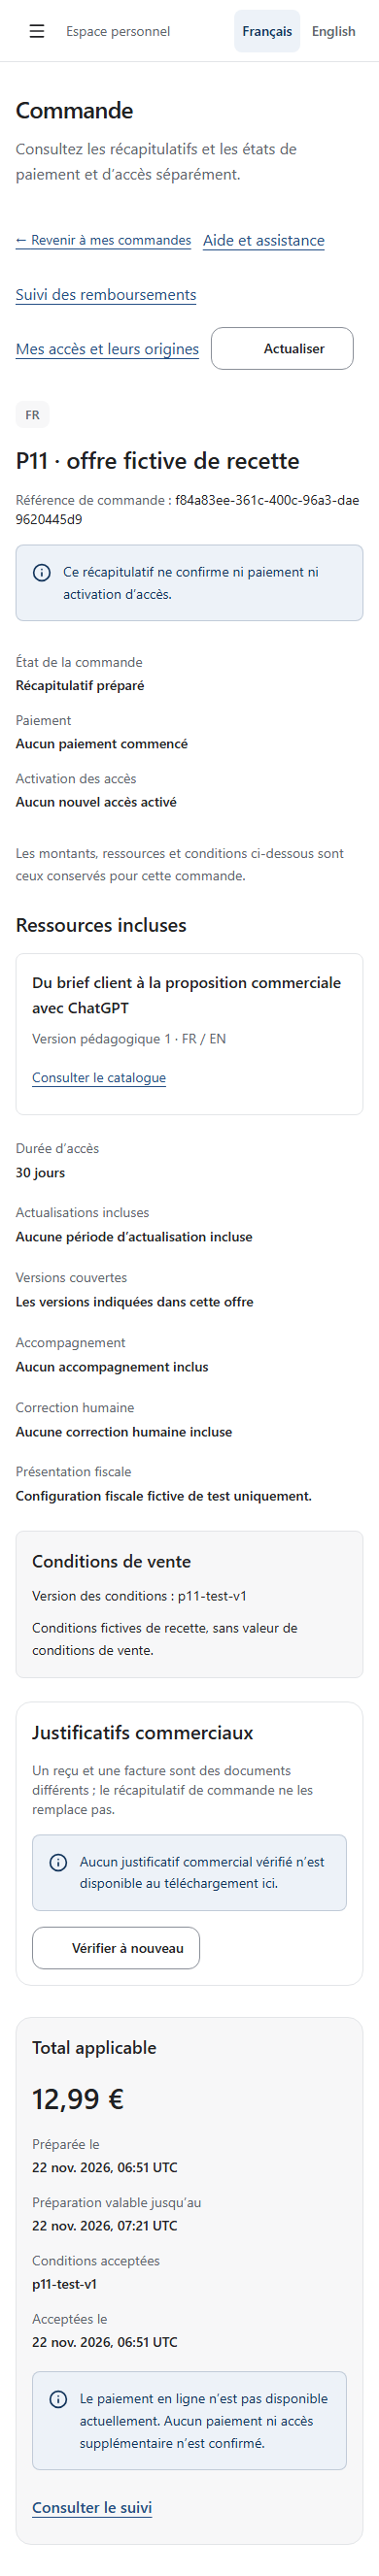 Espace personnel
Français
English
Commande
Consultez les récapitulatifs et les états de
paiement et d’accès séparément.
← Revenir à mes commandes
Aide et assistance
Suivi des remboursements
Mes accès et leurs origines
Actualiser
FR
P11 · offre fictive de recette
Référence de commande : f84a83ee-361c-400c-96a3-dae
9620445d9
Ce récapitulatif ne confirme ni paiement ni
activation d’accès.
État de la commande
Récapitulatif préparé
Paiement
Aucun paiement commencé
Activation des accès
Aucun nouvel accès activé
Les montants, ressources et conditions ci-dessous sont
ceux conservés pour cette commande.
Ressources incluses
Du brief client à la proposition commerciale
avec ChatGPT
Version pédagogique 1 · FR / EN
Consulter le catalogue
Durée d’accès
30 jours
Actualisations incluses
Aucune période d’actualisation incluse
Versions couvertes
Les versions indiquées dans cette offre
Accompagnement
Aucun accompagnement inclus
Correction humaine
Aucune correction humaine incluse
Présentation fiscale
Configuration fiscale fictive de test uniquement.
Conditions de vente
Version des conditions : p11-test-v1
Conditions fictives de recette, sans valeur de
conditions de vente.
Justificatifs commerciaux
Un reçu et une facture sont des documents
différents ; le récapitulatif de commande ne les
remplace pas.
Aucun justificatif commercial vérifié n’est
disponible au téléchargement ici.
Vérifier à nouveau
Total applicable
12,99 €
Préparée le
22 nov. 2026, 06:51 UTC
Préparation valable jusqu’au
22 nov. 2026, 07:21 UTC
Conditions acceptées
p11-test-v1
Acceptées le
22 nov. 2026, 06:51 UTC
Le paiement en ligne n’est pas disponible
actuellement. Aucun paiement ni accès
supplémentaire n’est confirmé.
Consulter le suivi